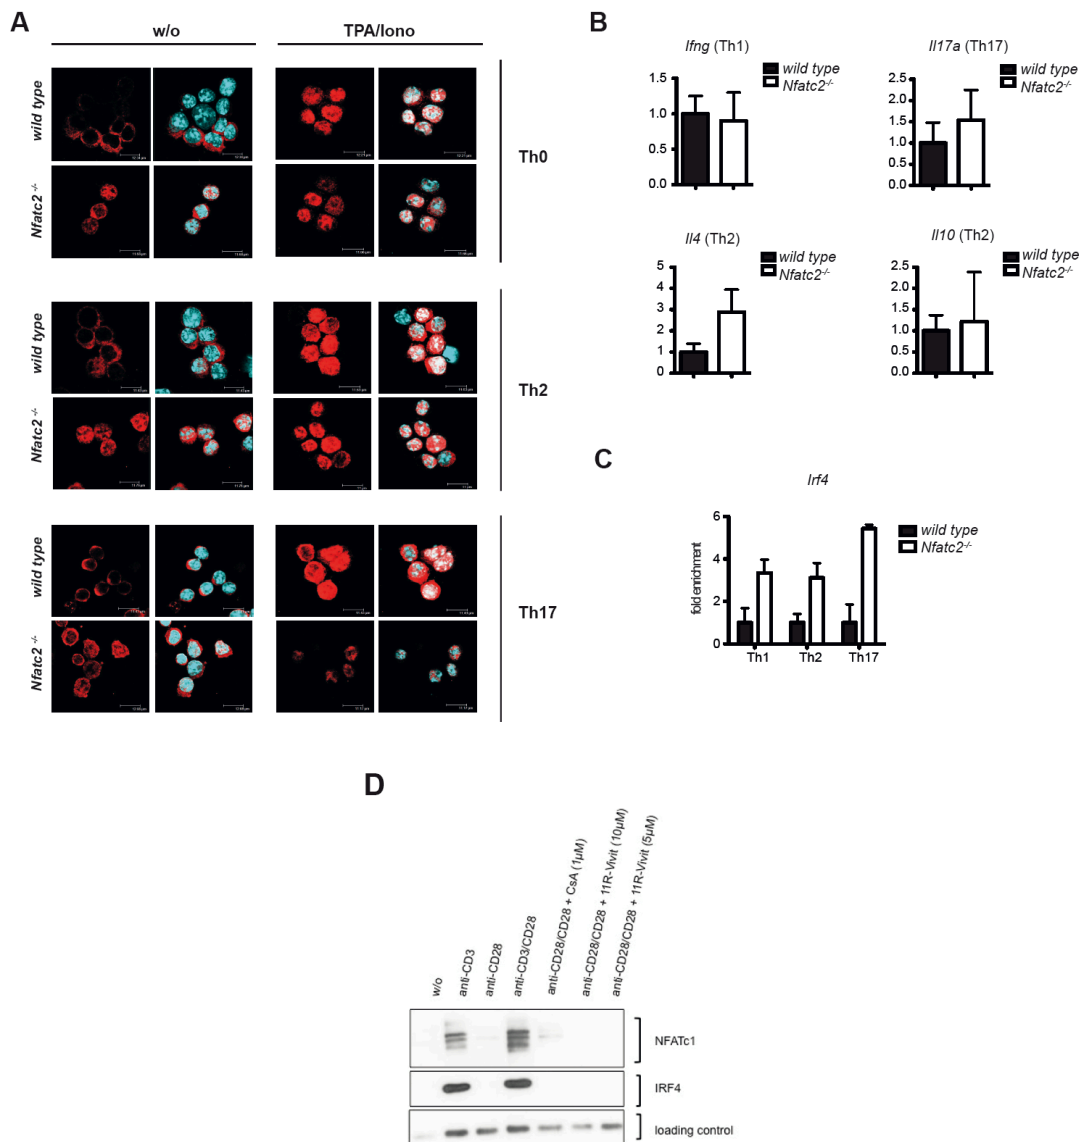 A
w/o
TPA/Iono
wild type
Nfatc2 -/-
Th0
wild type
Nfatc2 -/-
Th2
wild type
Nfatc2 -/-
Th17
B
Ifng (Th1)
wild type
Nfatc2-/-
1.5
1.0
0.5
0.0
Il17a (Th17)
wild type
Nfatc2-/-
2.5
2.0
1.5
1.0
0.5
0.0
Il4 (Th2)
wild type
Nfatc2-/-
5
4
3
2
1
0
Il10 (Th2)
wild type
Nfatc2-/-
2.5
2.0
1.5
1.0
0.5
0.0
C
Irf4
wild type
Nfatc2-/-
fold enrichment
6
4
2
0
Th1 Th2 Th17
D
w/o
anti-CD3
anti-CD28
anti-CD3/CD28
anti-CD28/CD28 + CsA (1µM)
anti-CD28/CD28 + 11R-Vivit (10µM)
anti-CD28/CD28 + 11R-Vivit (5µM)
NFATc1
IRF4
loading control